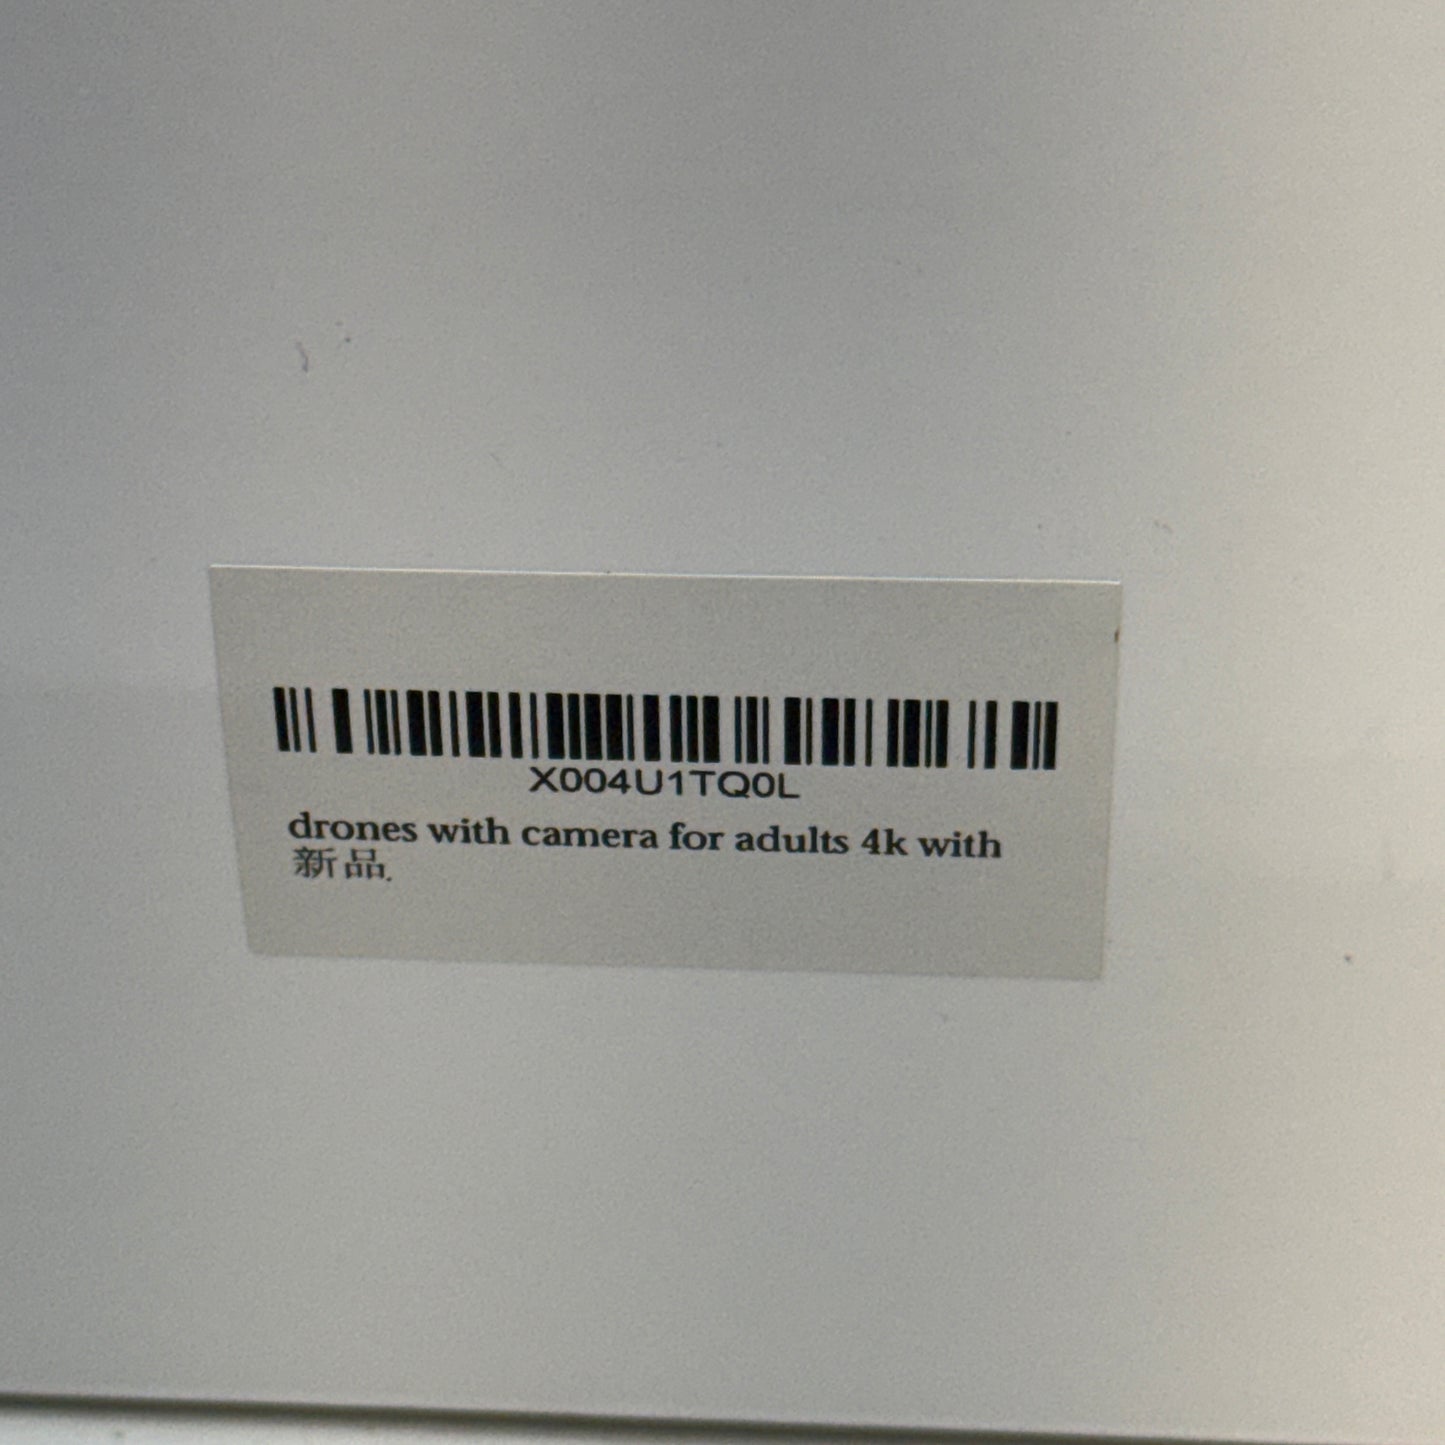 X004U1TQ0L
drones with camera for adults 4k with
新品.